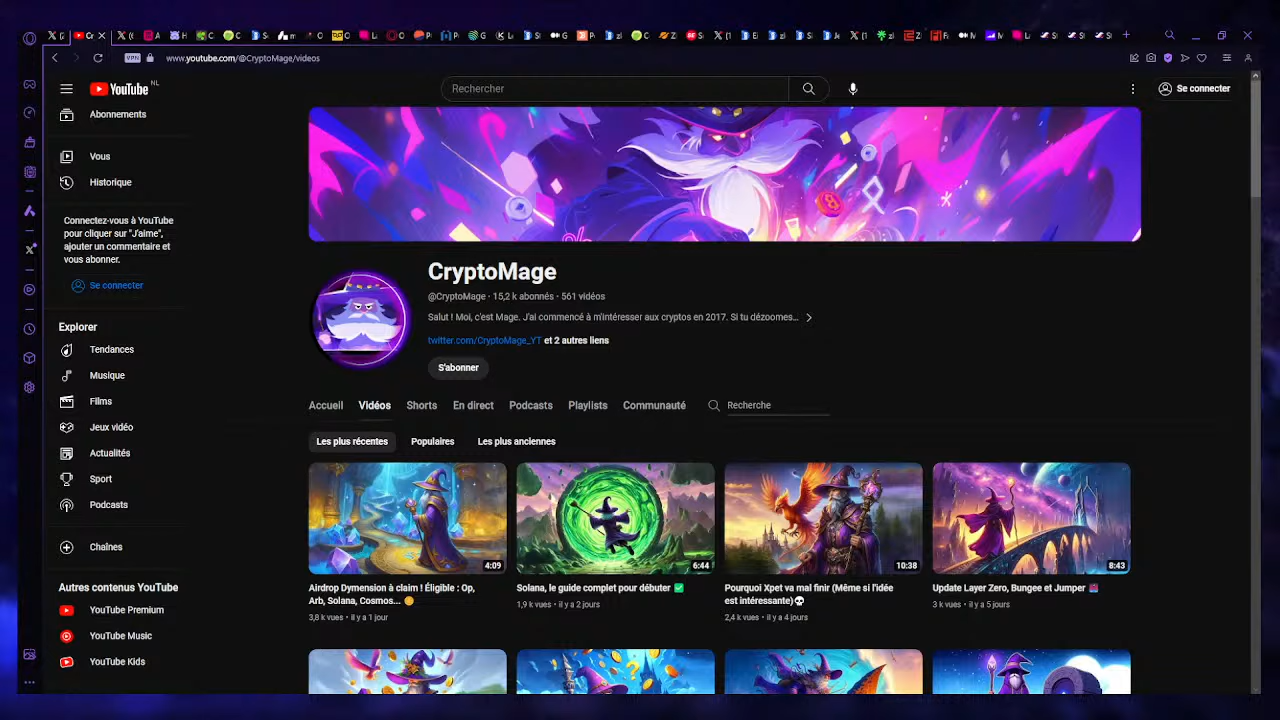 VPN
www.youtube.com/@CryptoMage/videos
YouTube NL
Rechercher
Se connecter
Abonnements
Vous
Historique
Connectez-vous à YouTube
pour cliquer sur "J'aime",
ajouter un commentaire et
vous abonner.
Se connecter
Explorer
Tendances
Musique
Films
Jeux vidéo
Actualités
Sport
Podcasts
Chaînes
Autres contenus YouTube
YouTube Premium
YouTube Music
YouTube Kids
CryptoMage
@CryptoMage · 15,2 k abonnés · 561 vidéos
Salut ! Moi, c'est Mage. J'ai commencé à m'intéresser aux cryptos en 2017. Si tu dézoomes...
twitter.com/CryptoMage_YT et 2 autres liens
S'abonner
Accueil Vidéos Shorts En direct Podcasts Playlists Communauté Recherche
Les plus récentes Populaires Les plus anciennes
4:09
Airdrop Dymension à claim ! Éligible : Op,
Arb, Solana, Cosmos...
3,8 k vues · il y a 1 jour
6:44
Solana, le guide complet pour débuter
1,9 k vues · il y a 2 jours
10:38
Pourquoi Xpet va mal finir (Même si l'idée
est intéressante)
2,4 k vues · il y a 4 jours
8:43
Update Layer Zero, Bungee et Jumper
3 k vues · il y a 5 jours